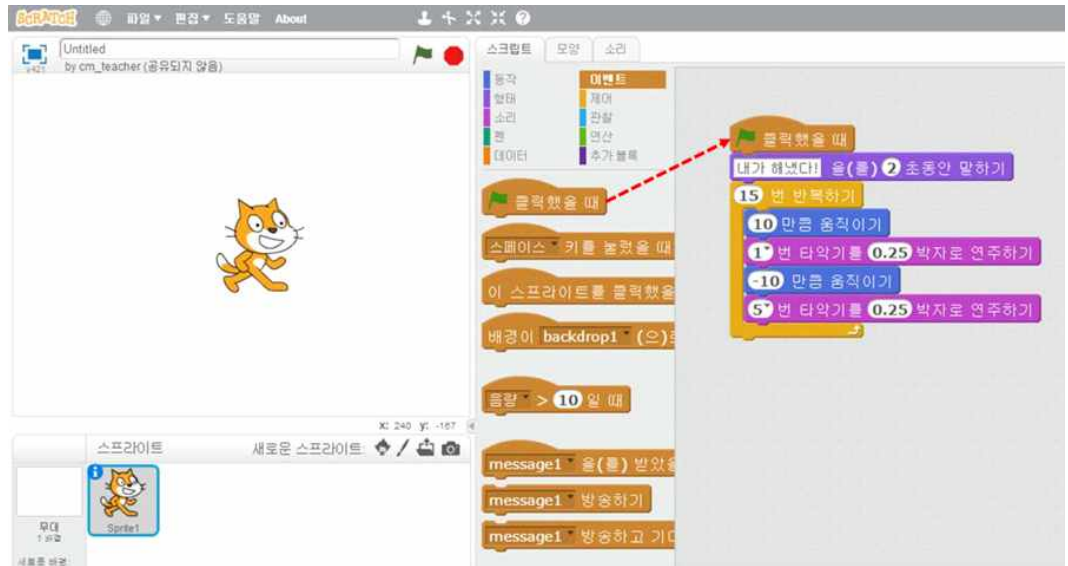 SCRATCH 파일 편집 도움말 About
Untitled
by cm_teacher (공유되지 않음)
v421
x: 240 y: -167
스프라이트 새로운 스프라이트:
Sprite1
무대
1 배경
새로운 배경:
스크립트 모양 소리
동작 이벤트
형태 제어
소리 관찰
펜 연산
데이터 추가 블록
클릭했을 때
스페이스 키를 눌렀을 때
이 스프라이트를 클릭했을
배경이 backdrop1 (으)로
음량 > 10 일 때
message1 을(를) 받았을
message1 방송하기
message1 방송하고 기다
클릭했을 때
내가 해냈다! 을(를) 2 초동안 말하기
15 번 반복하기
10 만큼 움직이기
1 번 타악기를 0.25 박자로 연주하기
-10 만큼 움직이기
5 번 타악기를 0.25 박자로 연주하기